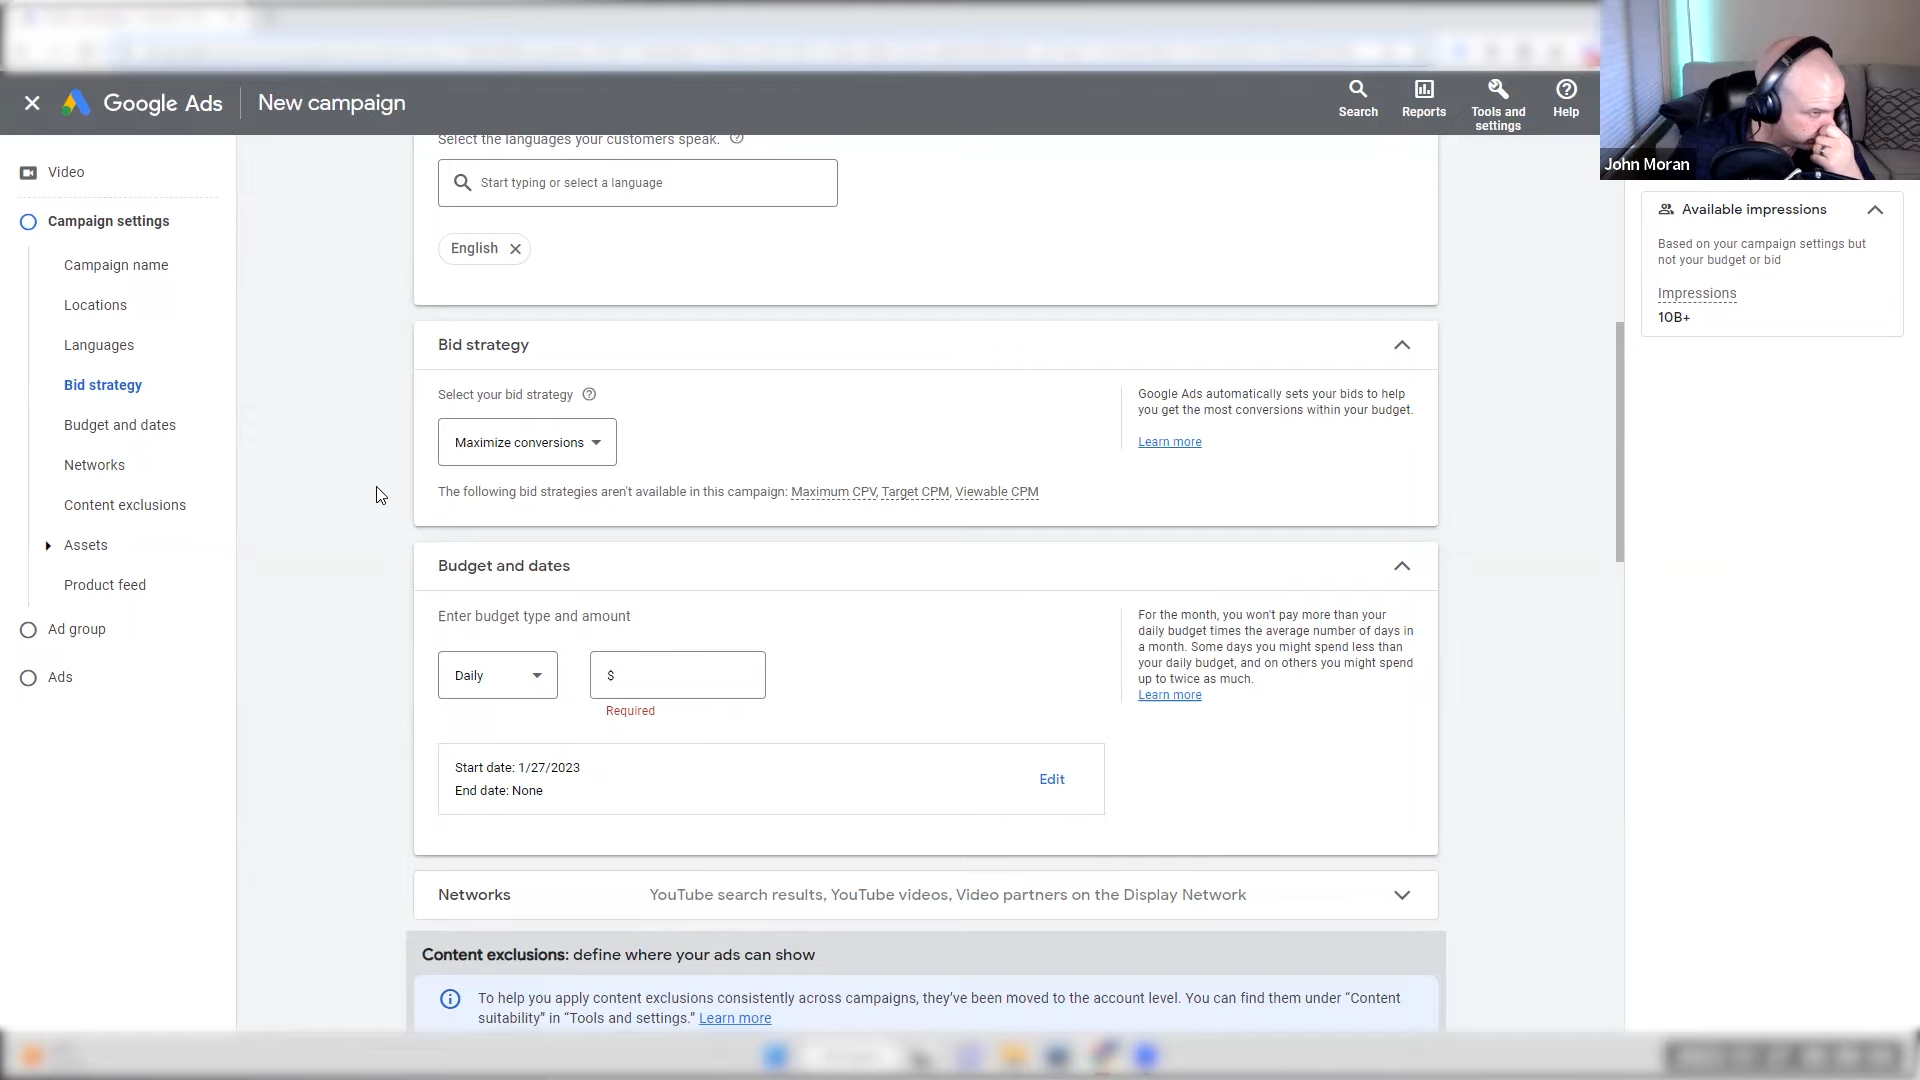 Google Ads
New campaign
Search
Reports
Tools and
settings
Help
John Moran
Video
Campaign settings
Campaign name
Locations
Languages
Bid strategy
Budget and dates
Networks
Content exclusions
Assets
Product feed
Ad group
Ads
Select the languages your customers speak.
Start typing or select a language
English
Bid strategy
Select your bid strategy
Maximize conversions
The following bid strategies aren't available in this campaign: Maximum CPV, Target CPM, Viewable CPM
Google Ads automatically sets your bids to help
you get the most conversions within your budget.
Learn more
Budget and dates
Enter budget type and amount
Daily
$
Required
For the month, you won't pay more than your
daily budget times the average number of days in
a month. Some days you might spend less than
your daily budget, and on others you might spend
up to twice as much.
Learn more
Start date: 1/27/2023
End date: None
Edit
Networks
YouTube search results, YouTube videos, Video partners on the Display Network
Content exclusions: define where your ads can show
To help you apply content exclusions consistently across campaigns, they've been moved to the account level. You can find them under “Content
suitability” in “Tools and settings.” Learn more
Available impressions
Based on your campaign settings but
not your budget or bid
Impressions
10B+